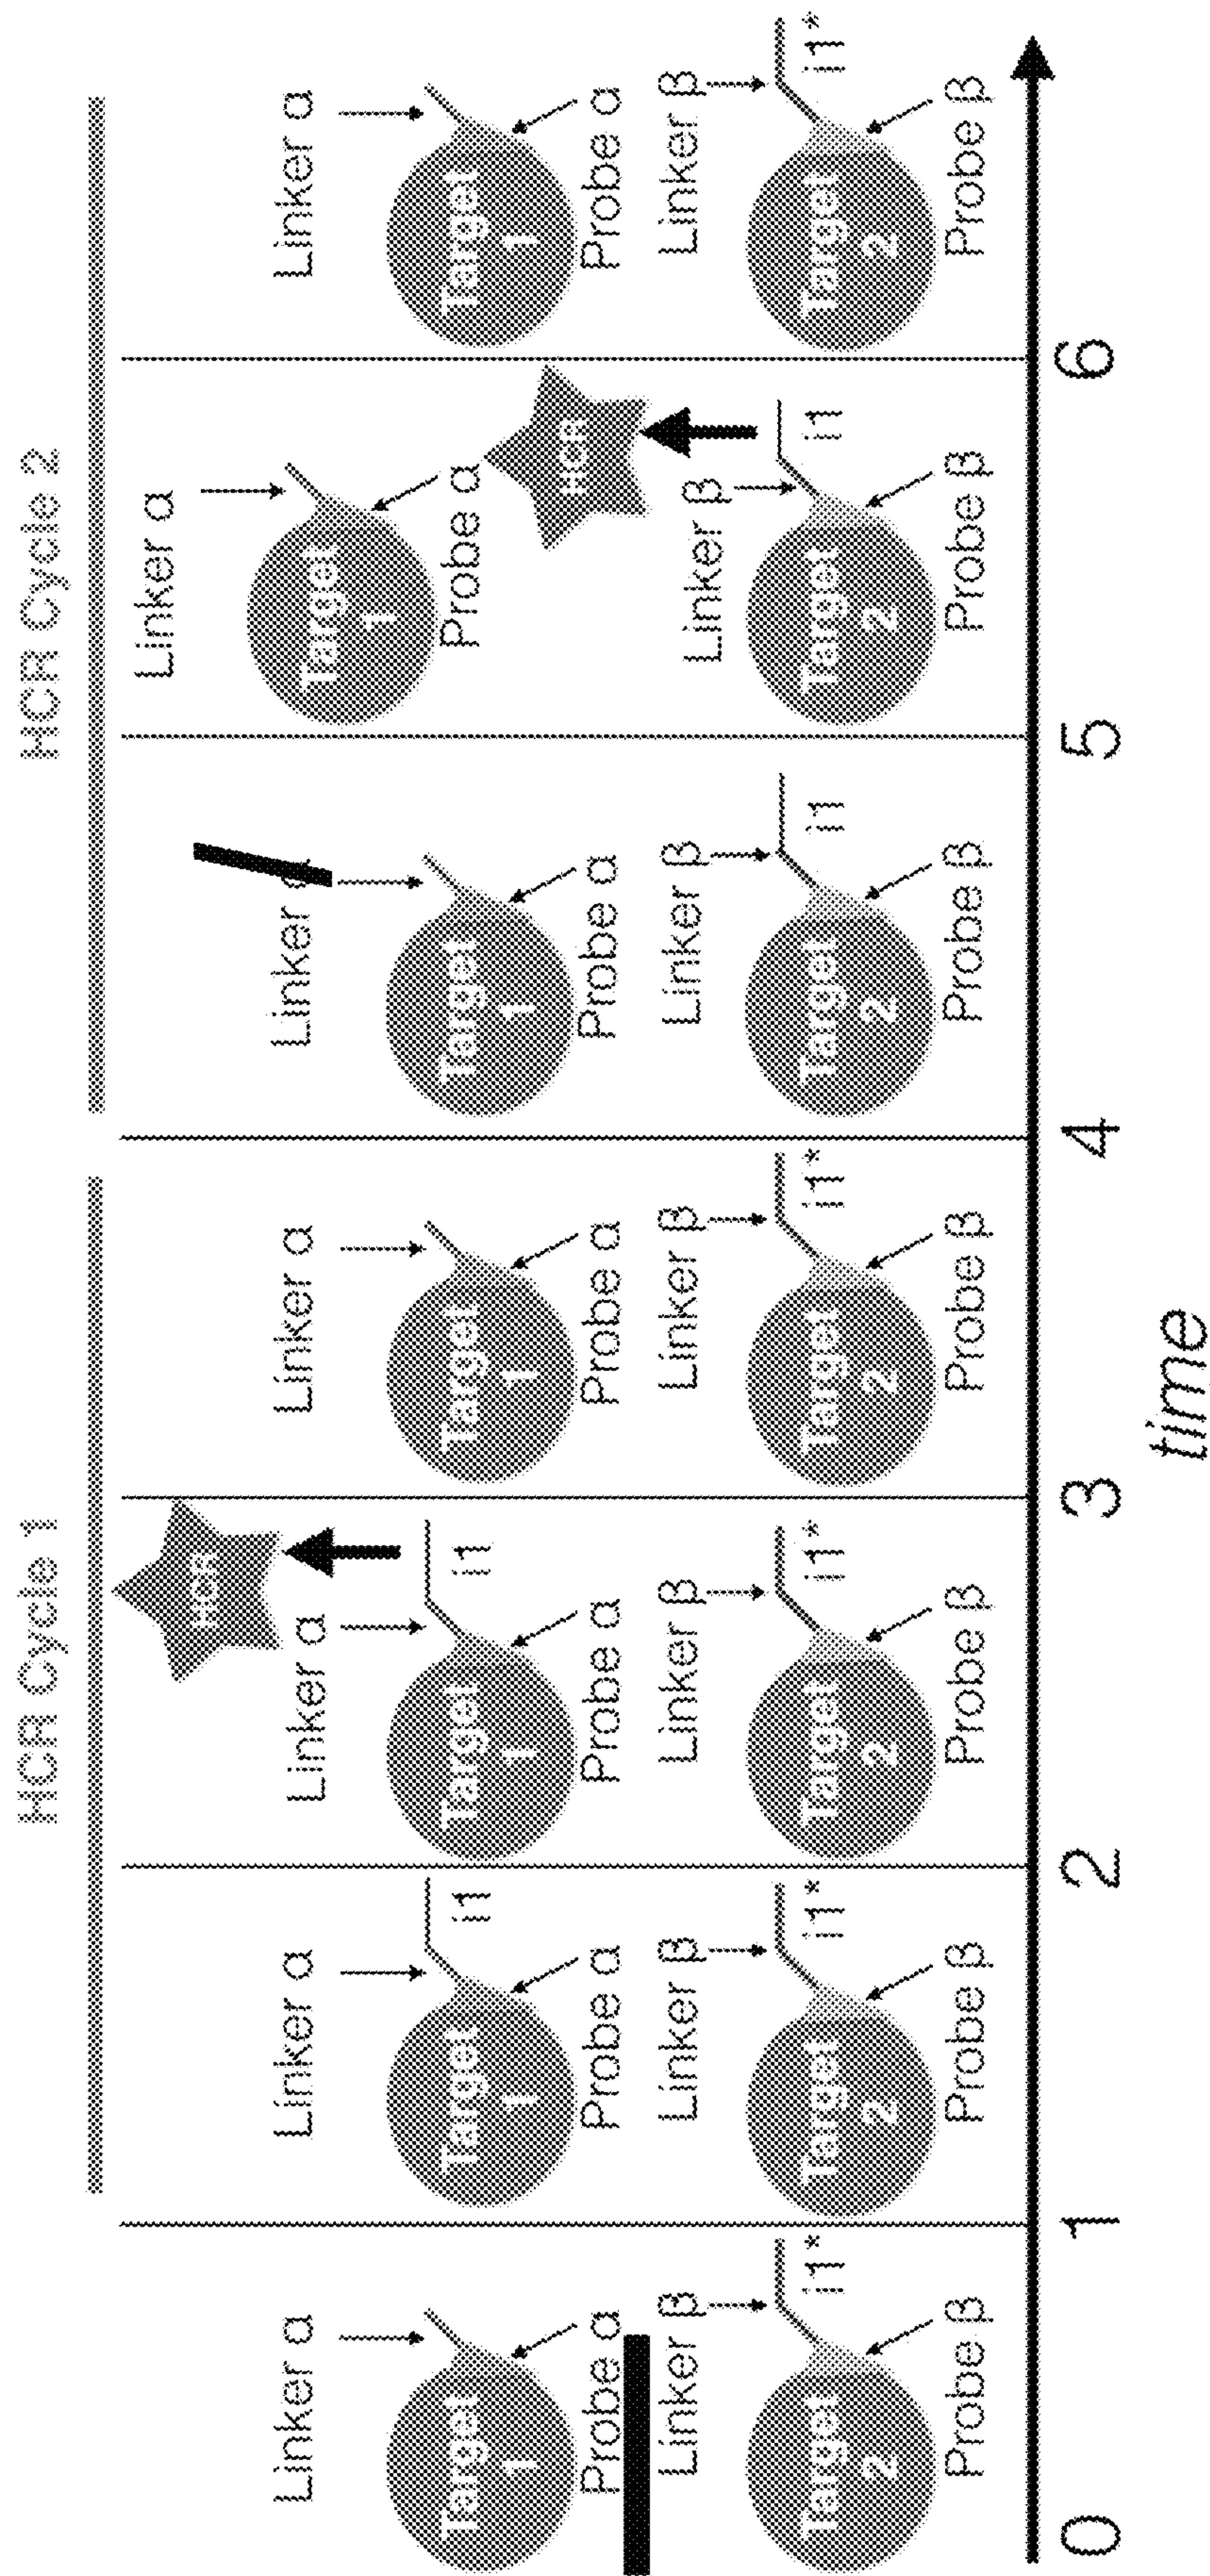 HCR Cycle 1
HCR Cycle 2
Linker α
Target
1
Probe α
Linker β
i1*
Target
2
Probe β
Linker α
i1
Target
1
Probe α
Linker β
i1*
Target
2
Probe β
HCR
Linker α
i1
Target
1
Probe α
Linker β
i1*
Target
2
Probe β
Linker α
Target
1
Probe α
Linker β
i1*
Target
2
Probe β
Linker α
Target
1
Probe α
Linker β
i1
Target
2
Probe β
Linker α
Target
1
Probe α
HCR
Linker β
i1
Target
2
Probe β
Linker α
Target
1
Probe α
Linker β
i1*
Target
2
Probe β
0 1 2 3 4 5 6
time